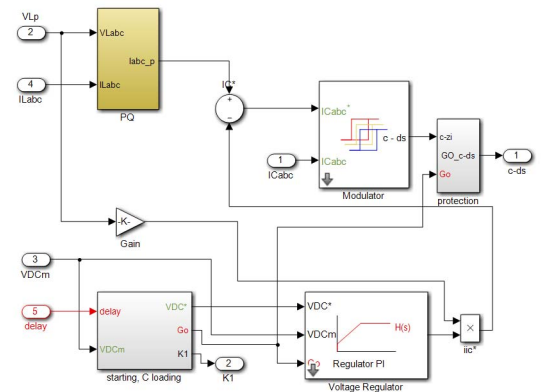 VLp
2
VLabc
Iabc_p
4
ILabc
ILabc
PQ
IC*
+
−
ICabc*
c - ds
ICabc
1
ICabc
Modulator
c-zi
GO_c-ds
Go
protection
1
c-ds
-K-
Gain
3
VDCm
5
delay
delay
VDC*
Go
VDCm
K1
starting, C loading
2
K1
VDC*
VDCm
H(s)
Go
Regulator PI
Voltage Regulator
×
iic*